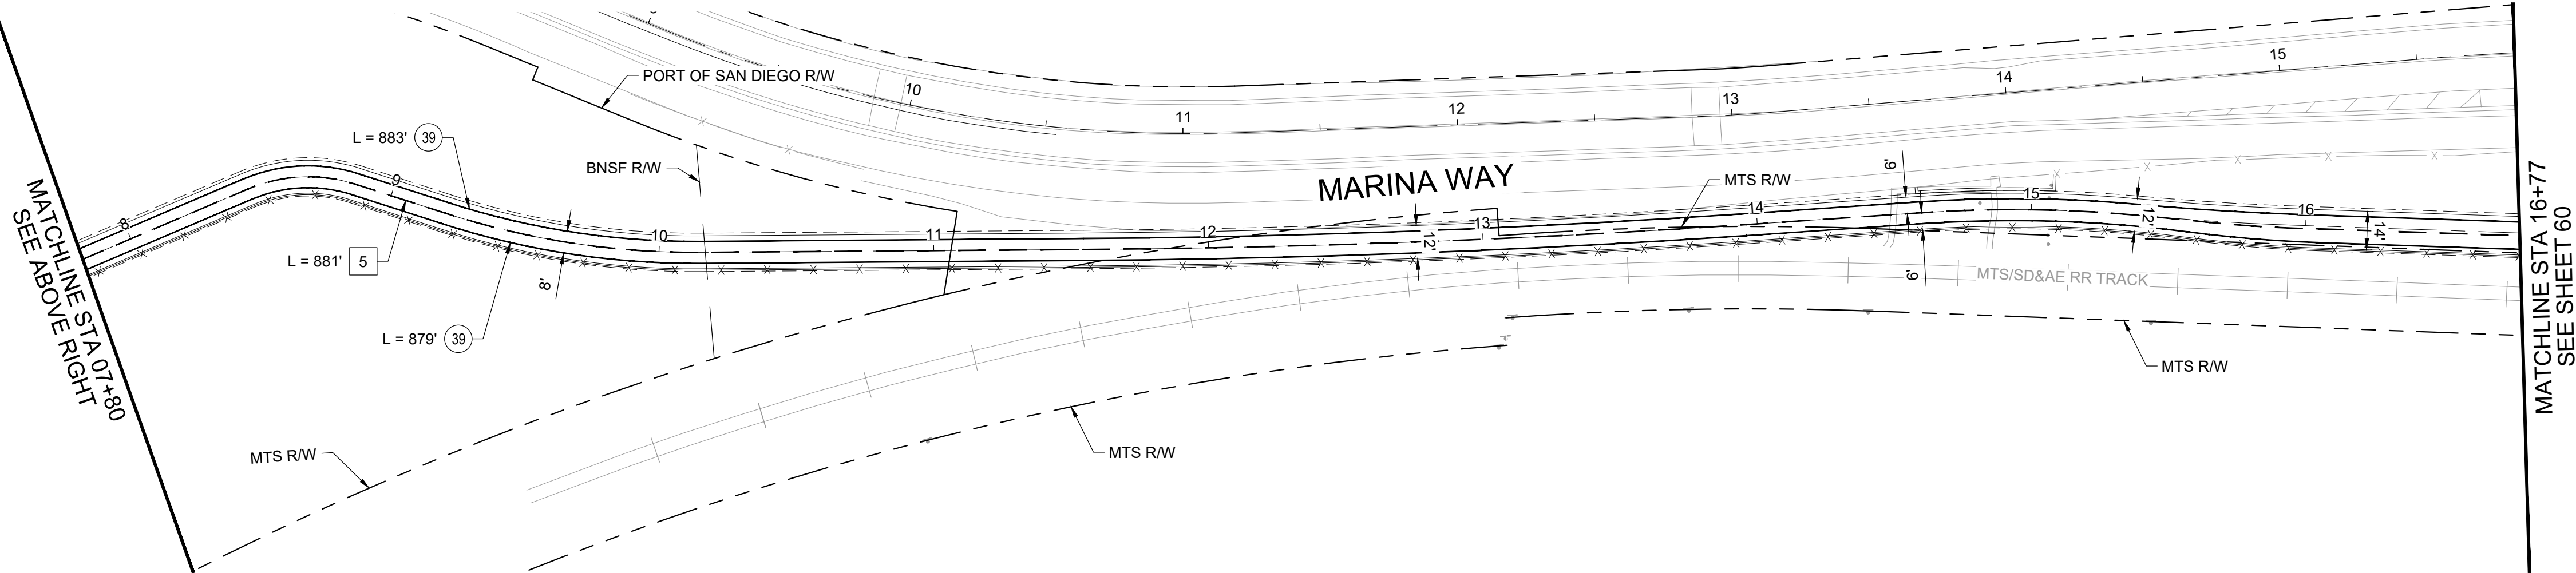 PORT OF SAN DIEGO R/W
10
11
12
13
14
15
L = 883' 39
BNSF R/W
MARINA WAY
MTS R/W
6'
8
9
10
11
12
13
14
15
16
12'
12'
14'
L = 881' 5
8'
6'
L = 879' 39
MTS/SD&AE RR TRACK
MTS R/W
MTS R/W
MTS R/W
MATCHLINE STA 07+80
SEE ABOVE RIGHT
MATCHLINE STA 16+77
SEE SHEET 60